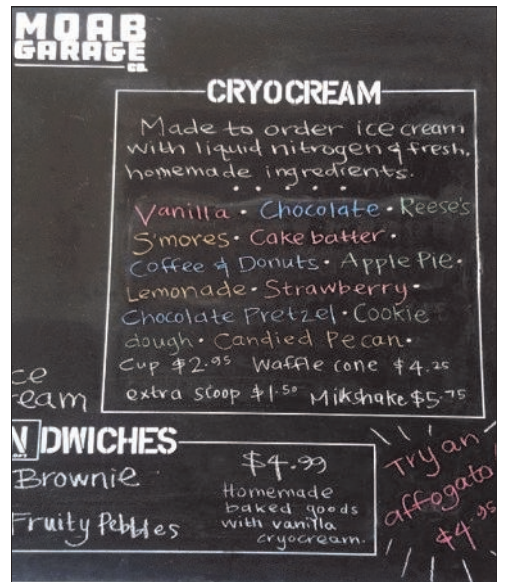 MOAB
GARAGE
CO.
CRYOCREAM
Made to order ice cream
with liquid nitrogen & fresh,
homemade ingredients.
Vanilla • Chocolate • Reese's
S'mores • Cake batter •
Coffee & Donuts • Apple Pie •
Lemonade • Strawberry •
Chocolate Pretzel • Cookie
dough • Candied Pecan •
Cup $2.95 Waffle cone $4.25
extra scoop $1.50 Milkshake $5.75
ce
ream
NDWICHES
Brownie
Fruity Pebbles
$4.99
Homemade
baked goods
with vanilla
cryocream.
Try an
affogato
$4.95